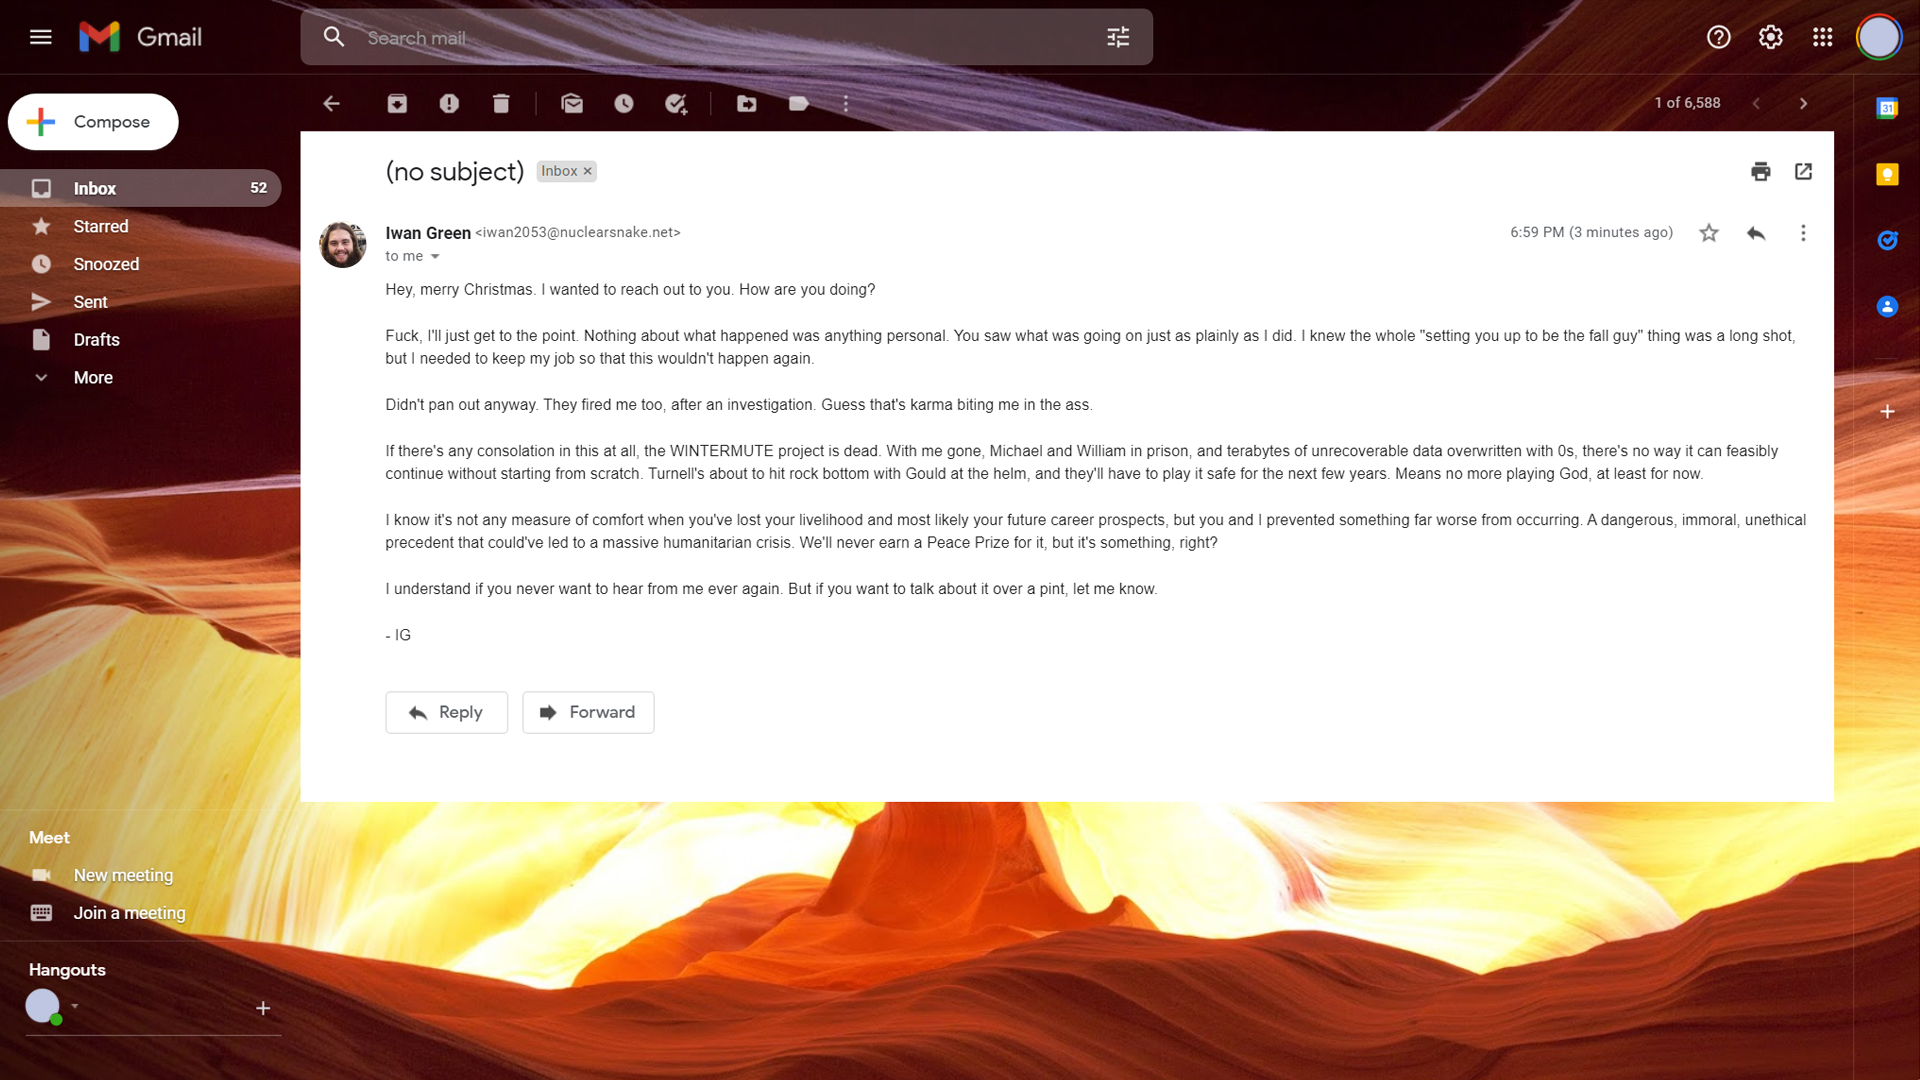 Gmail
Search mail
Compose
1 of 6,588
31
Inbox 52
Starred
Snoozed
Sent
Drafts
More
(no subject) Inbox ×
Iwan Green <iwan2053@nuclearsnake.net> 6:59 PM (3 minutes ago)
to me
Hey, merry Christmas. I wanted to reach out to you. How are you doing?
Fuck, I'll just get to the point. Nothing about what happened was anything personal. You saw what was going on just as plainly as I did. I knew the whole "setting you up to be the fall guy" thing was a long shot,
but I needed to keep my job so that this wouldn't happen again.
Didn't pan out anyway. They fired me too, after an investigation. Guess that's karma biting me in the ass.
If there's any consolation in this at all, the WINTERMUTE project is dead. With me gone, Michael and William in prison, and terabytes of unrecoverable data overwritten with 0s, there's no way it can feasibly
continue without starting from scratch. Turnell's about to hit rock bottom with Gould at the helm, and they'll have to play it safe for the next few years. Means no more playing God, at least for now.
I know it's not any measure of comfort when you've lost your livelihood and most likely your future career prospects, but you and I prevented something far worse from occurring. A dangerous, immoral, unethical
precedent that could've led to a massive humanitarian crisis. We'll never earn a Peace Prize for it, but it's something, right?
I understand if you never want to hear from me ever again. But if you want to talk about it over a pint, let me know.
- IG
Reply
Forward
Meet
New meeting
Join a meeting
Hangouts